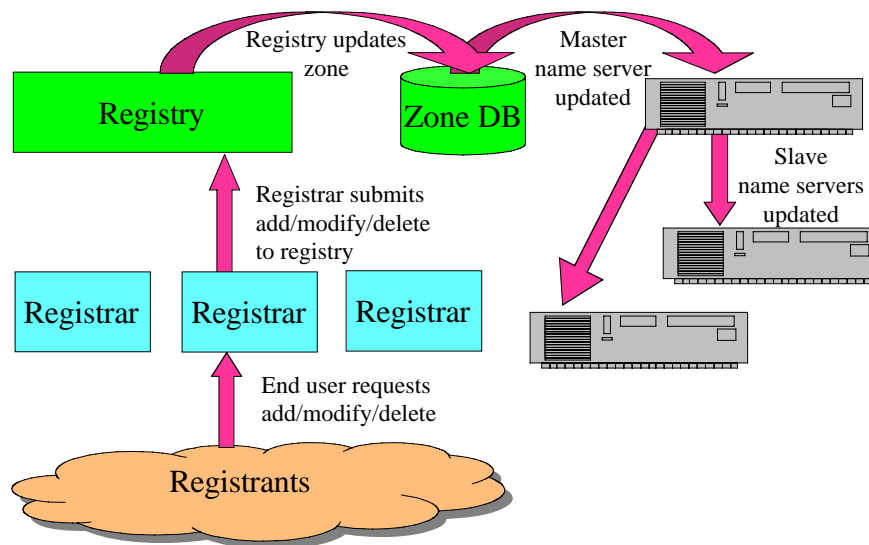 Registry updates
zone
Master
name server
updated
Registry
Zone DB
Slave
name servers
updated
Registrar submits
add/modify/delete
to registry
Registrar
Registrar
Registrar
End user requests
add/modify/delete
Registrants